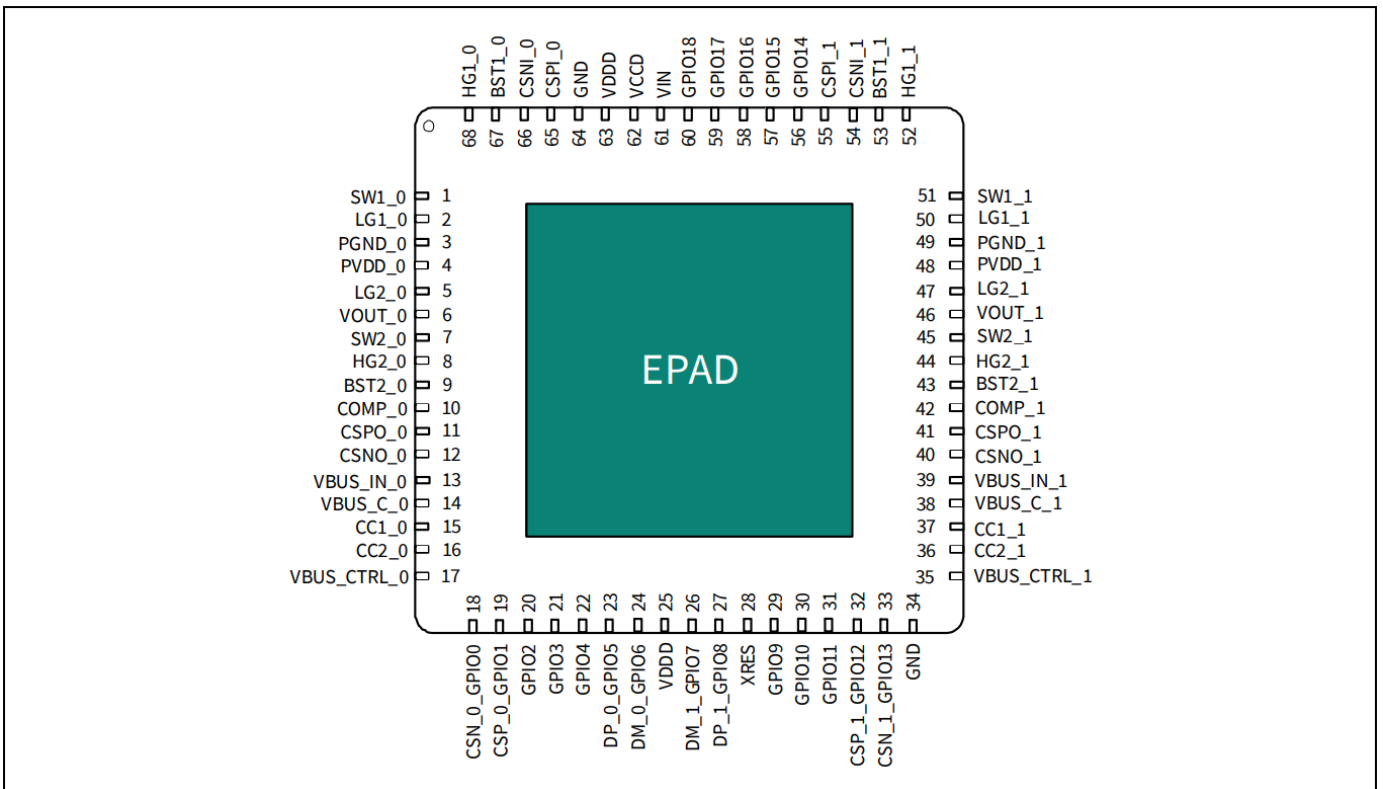 HG1_0
BST1_0
CSNI_0
CSPI_0
GND
VDDD
VCCD
VIN
GPIO18
GPIO17
GPIO16
GPIO15
GPIO14
CSPI_1
CSNI_1
BST1_1
HG1_1
68
67
66
65
64
63
62
61
60
59
58
57
56
55
54
53
52
SW1_0 1
LG1_0 2
PGND_0 3
PVDD_0 4
LG2_0 5
VOUT_0 6
SW2_0 7
HG2_0 8
BST2_0 9
COMP_0 10
CSPO_0 11
CSNO_0 12
VBUS_IN_0 13
VBUS_C_0 14
CC1_0 15
CC2_0 16
VBUS_CTRL_0 17
EPAD
51 SW1_1
50 LG1_1
49 PGND_1
48 PVDD_1
47 LG2_1
46 VOUT_1
45 SW2_1
44 HG2_1
43 BST2_1
42 COMP_1
41 CSPO_1
40 CSNO_1
39 VBUS_IN_1
38 VBUS_C_1
37 CC1_1
36 CC2_1
35 VBUS_CTRL_1
18
19
20
21
22
23
24
25
26
27
28
29
30
31
32
33
34
CSN_0_GPIO0
CSP_0_GPIO1
GPIO2
GPIO3
GPIO4
DP_0_GPIO5
DM_0_GPIO6
VDDD
DM_1_GPIO7
DP_1_GPIO8
XRES
GPIO9
GPIO10
GPIO11
CSP_1_GPIO12
CSN_1_GPIO13
GND